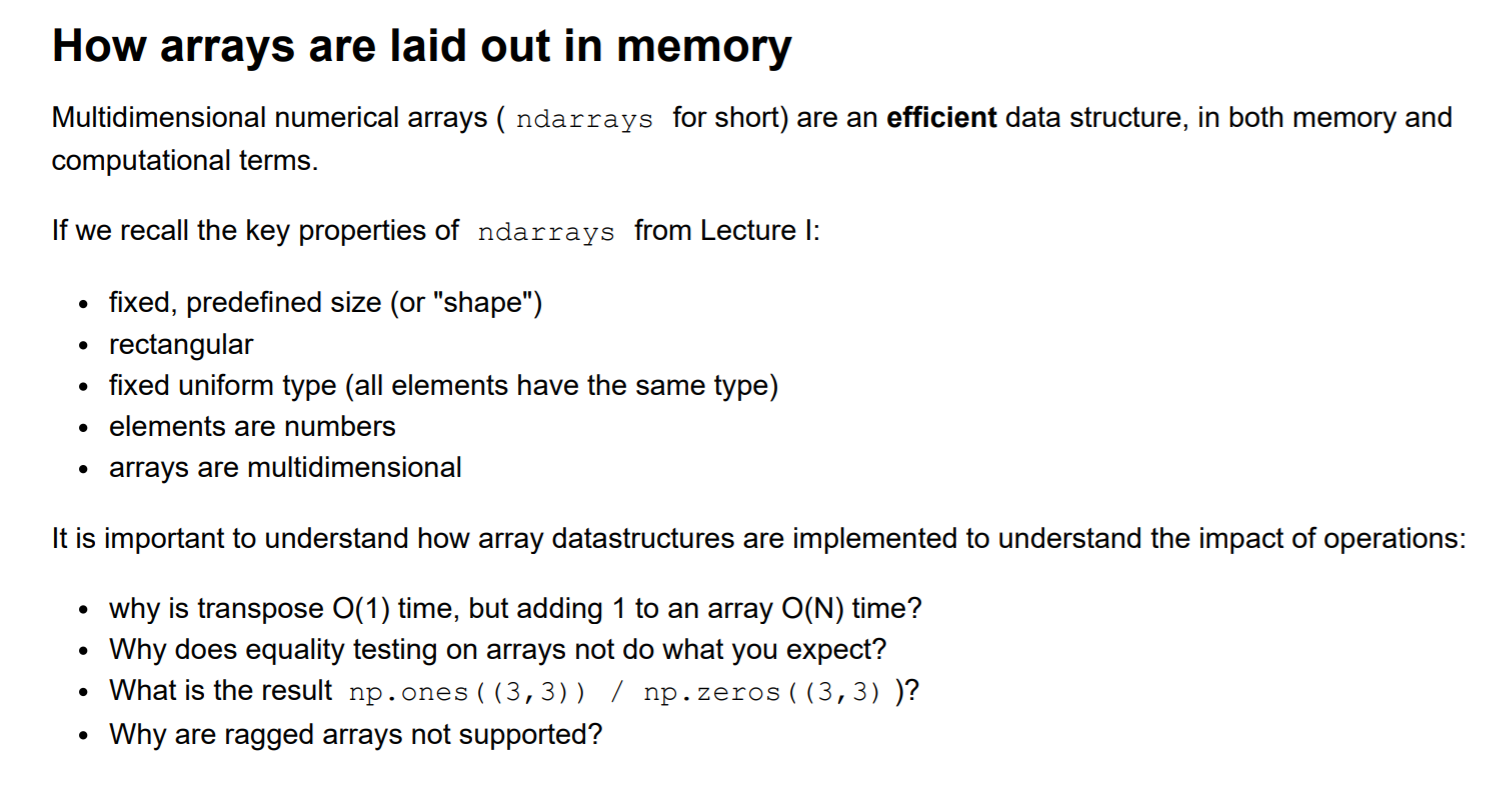 How arrays are laid out in memory
Multidimensional numerical arrays ( ndarrays for short) are an efficient data structure, in both memory and
computational terms.
If we recall the key properties of ndarrays from Lecture I:
• fixed, predefined size (or "shape")
• rectangular
• fixed uniform type (all elements have the same type)
• elements are numbers
• arrays are multidimensional
It is important to understand how array datastructures are implemented to understand the impact of operations:
• why is transpose O(1) time, but adding 1 to an array O(N) time?
• Why does equality testing on arrays not do what you expect?
• What is the result np.ones((3,3)) / np.zeros((3,3) )?
• Why are ragged arrays not supported?